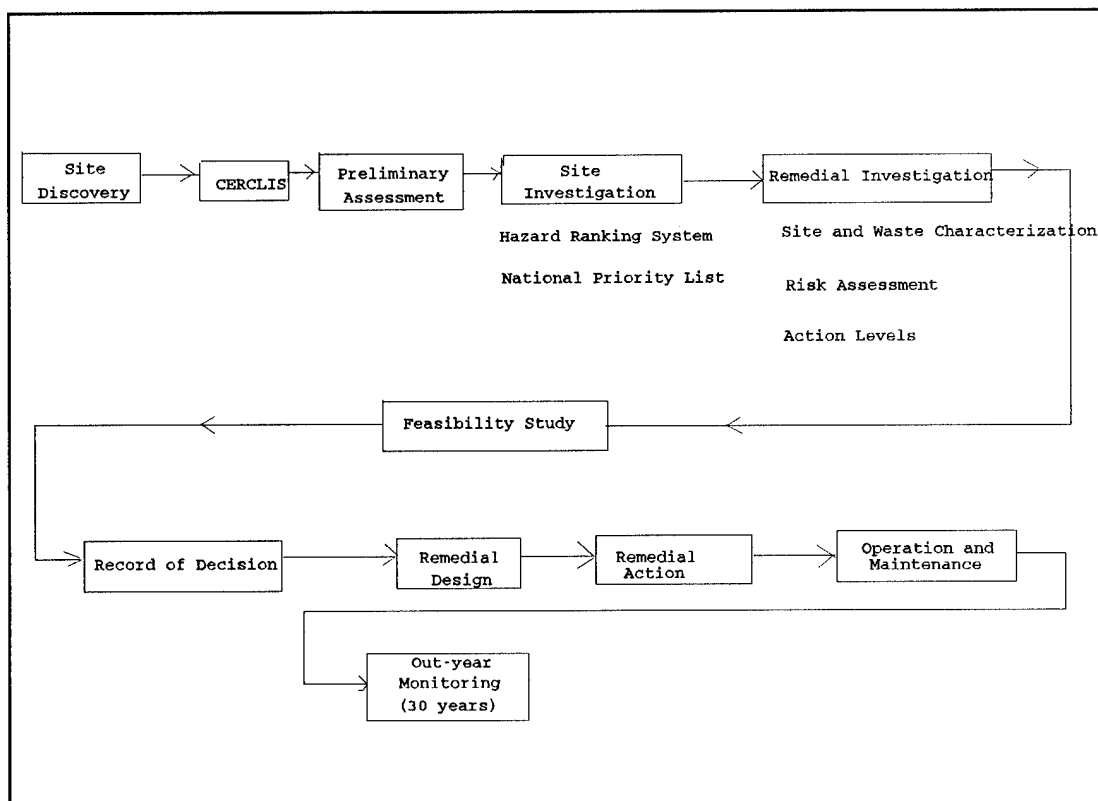 Site
Discovery
CERCLIS
Preliminary
Assessment
Site
Investigation
Hazard Ranking System
National Priority List
Remedial Investigation
Site and Waste Characterization
Risk Assessment
Action Levels
Feasibility Study
Record of Decision
Remedial
Design
Remedial
Action
Operation and
Maintenance
Out-year
Monitoring
(30 years)